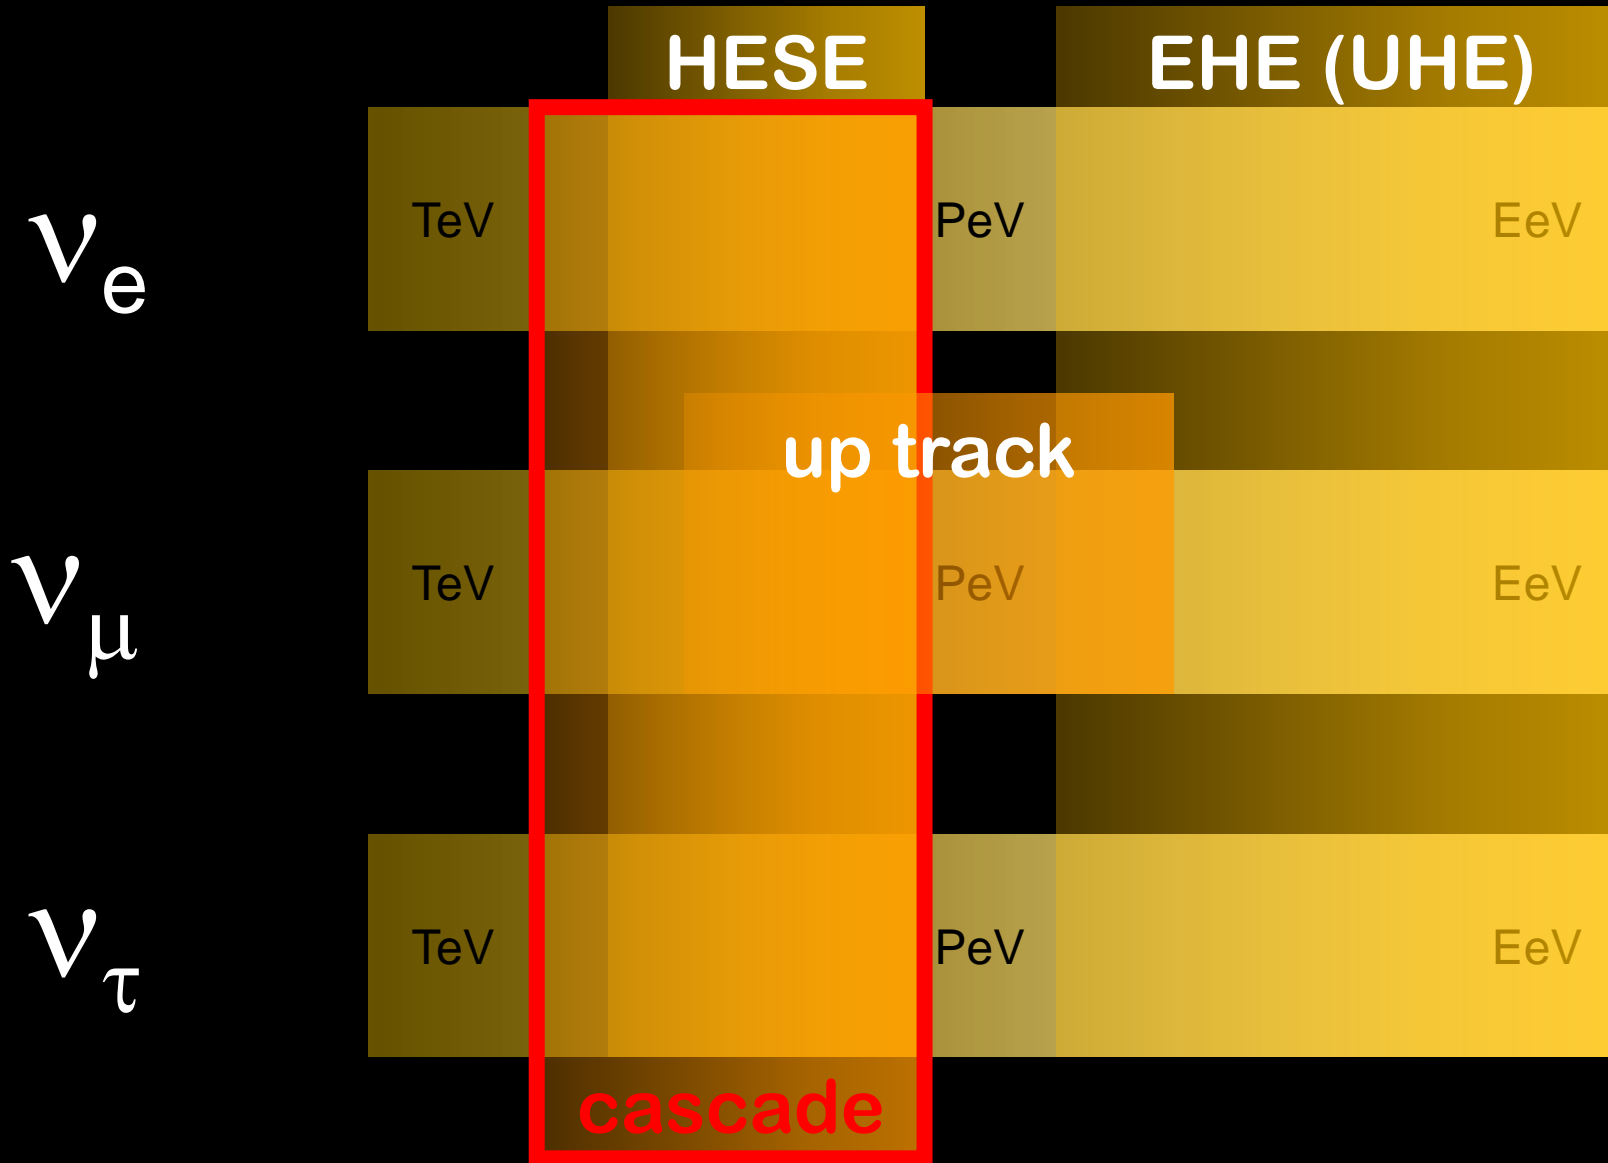 HESE EHE (UHE)
νe TeV PeV EeV
up track
νμ TeV PeV EeV
ντ TeV PeV EeV
cascade